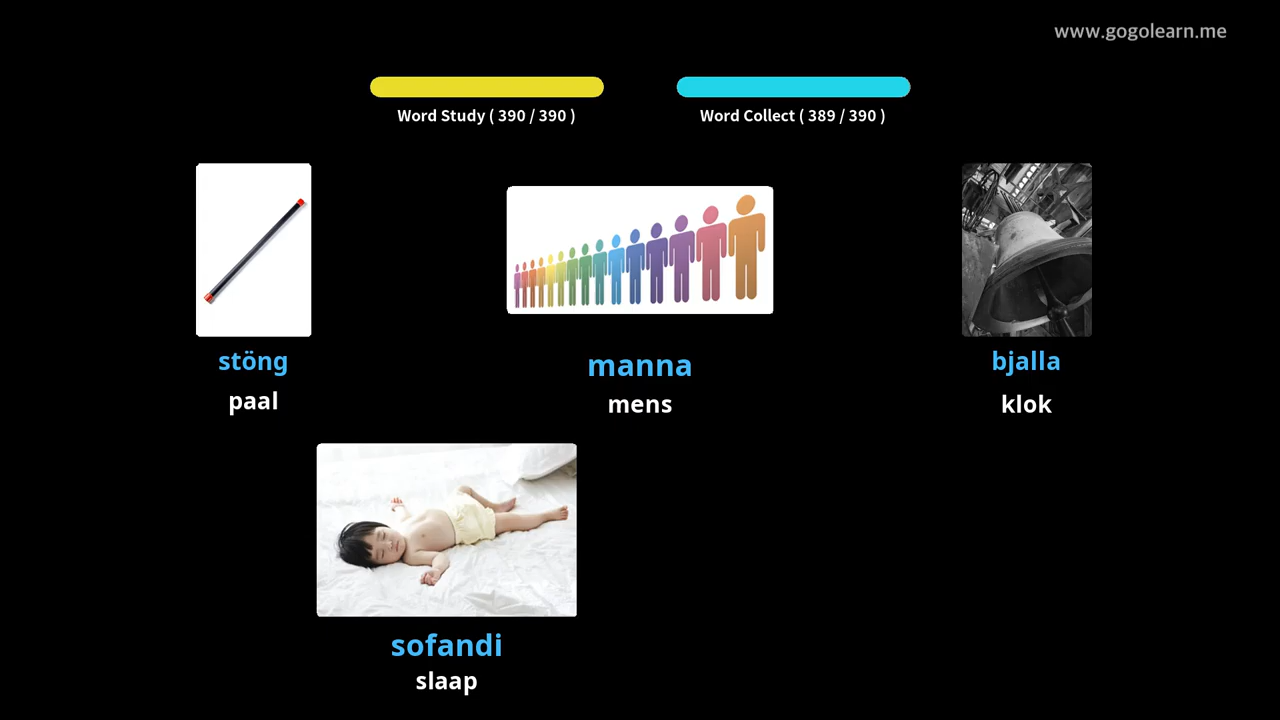 www.gogolearn.me
Word Study ( 390 / 390 )
Word Collect ( 389 / 390 )
stöng
paal
manna
mens
bjalla
klok
sofandi
slaap